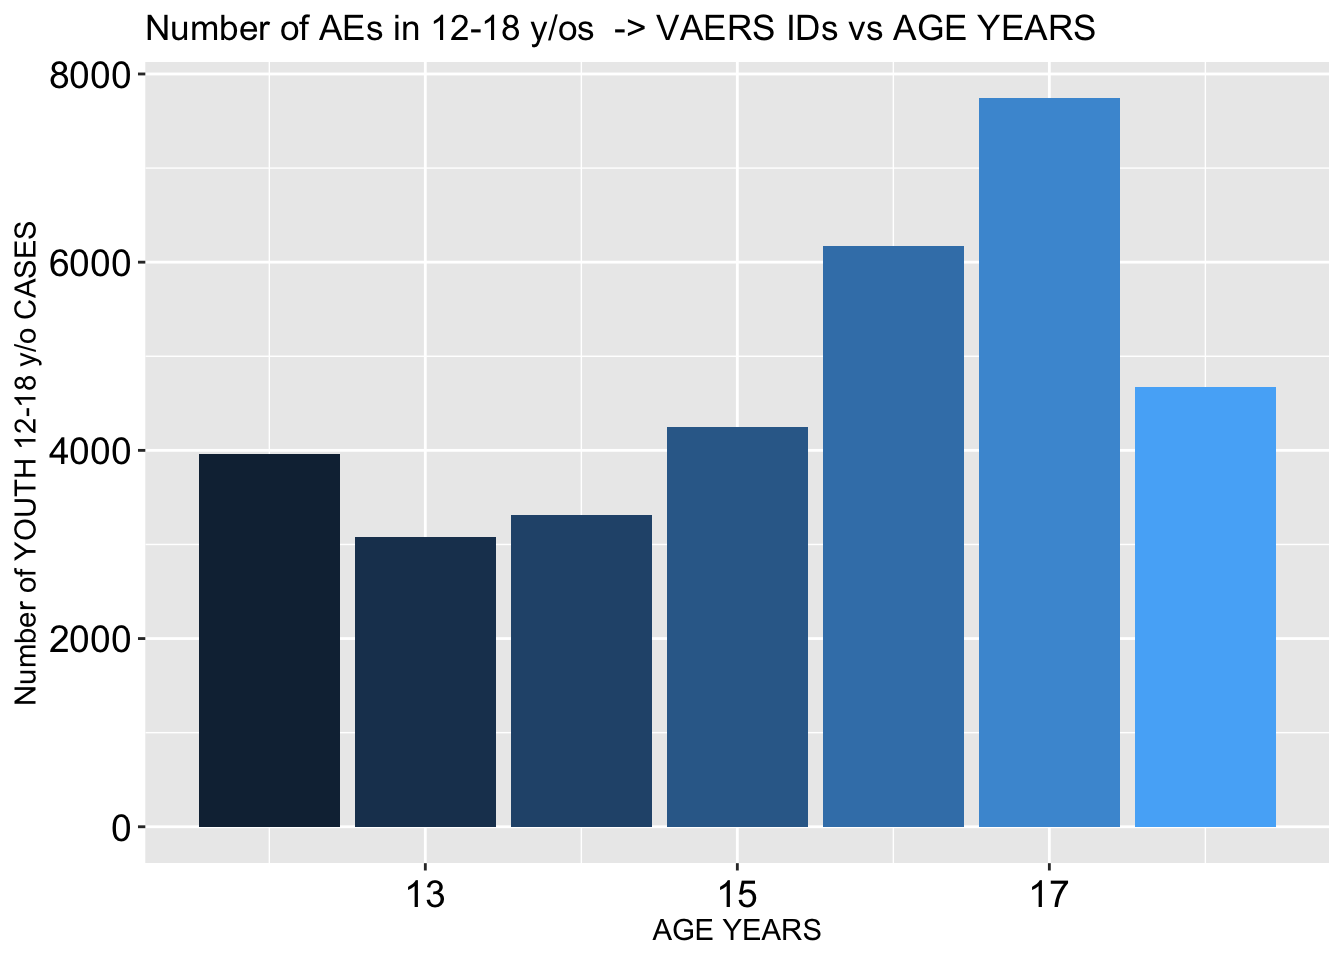 Number of AEs in 12-18 y/os  -> VAERS IDs vs AGE YEARS
Number of YOUTH 12-18 y/o CASES
8000
6000
4000
2000
0
13 15 17
AGE YEARS